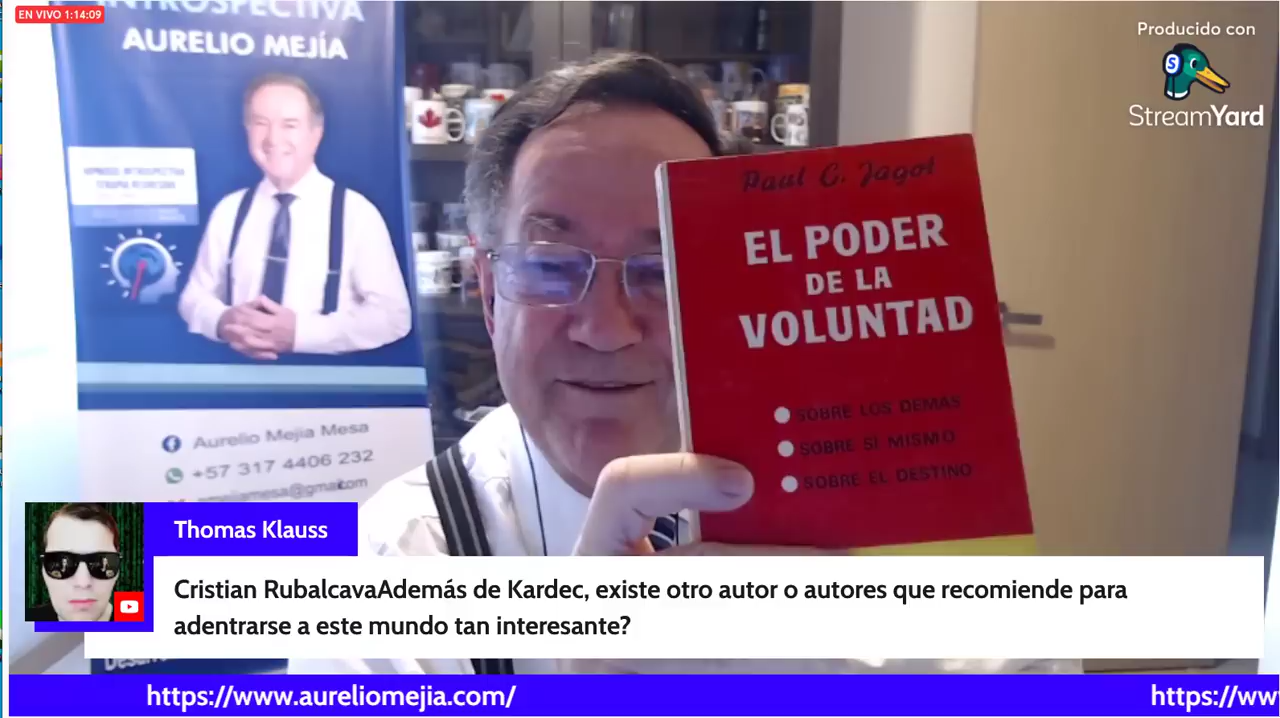 EN VIVO 1:14:09
INTROSPECTIVA
AURELIO MEJÍA
Aurelio Mejia Mesa
+57 317 4406 232
Producido con
StreamYard
Paul C. Jagot
EL PODER
DE LA
VOLUNTAD
SOBRE LOS DEMAS
SOBRE SÍ MISMO
SOBRE EL DESTINO
Thomas Klauss
Cristian RubalcavaAdemás de Kardec, existe otro autor o autores que recomiende para
adentrarse a este mundo tan interesante?
https://www.aureliomejia.com/
https://ww